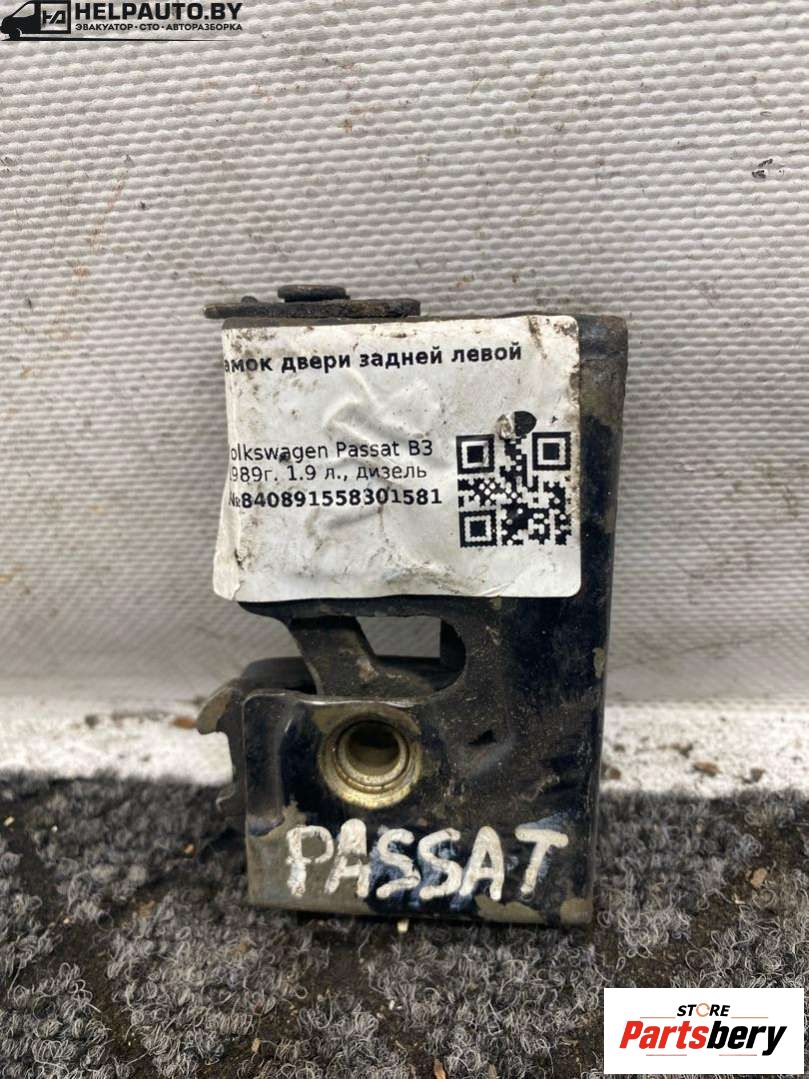 HELPAUTO.BY
ЭВАКУАТОР•СТО•АВТОРАЗБОРКА
амок двери задней левой
olkswagen Passat B3
1989г. 1.9 л., дизель
№840891558301581
PASSAT
STORE
Partsbery